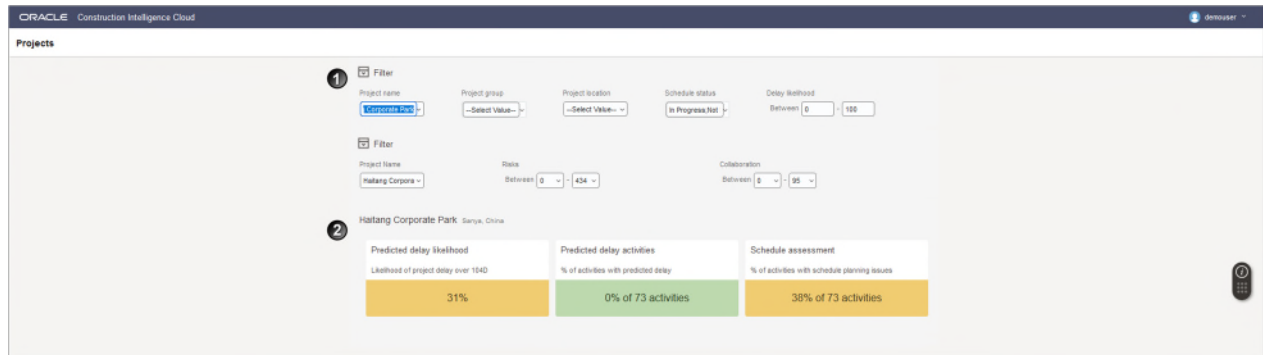 ORACLE Construction Intelligence Cloud
demouser
Projects
1
Filter
Project name Project group Project location Schedule status Delay likelihood
Corporate Park --Select Value-- --Select Value-- In Progress,Not Between 0 - 100
Filter
Project Name Risks Collaboration
Haitang Corpora Between 0 - 434 Between 0 - 95
2
Haitang Corporate Park Sanya, China
Predicted delay likelihood Predicted delay activities Schedule assessment
Likelihood of project delay over 104D % of activities with predicted delay % of activities with schedule planning issues
31% 0% of 73 activities 38% of 73 activities